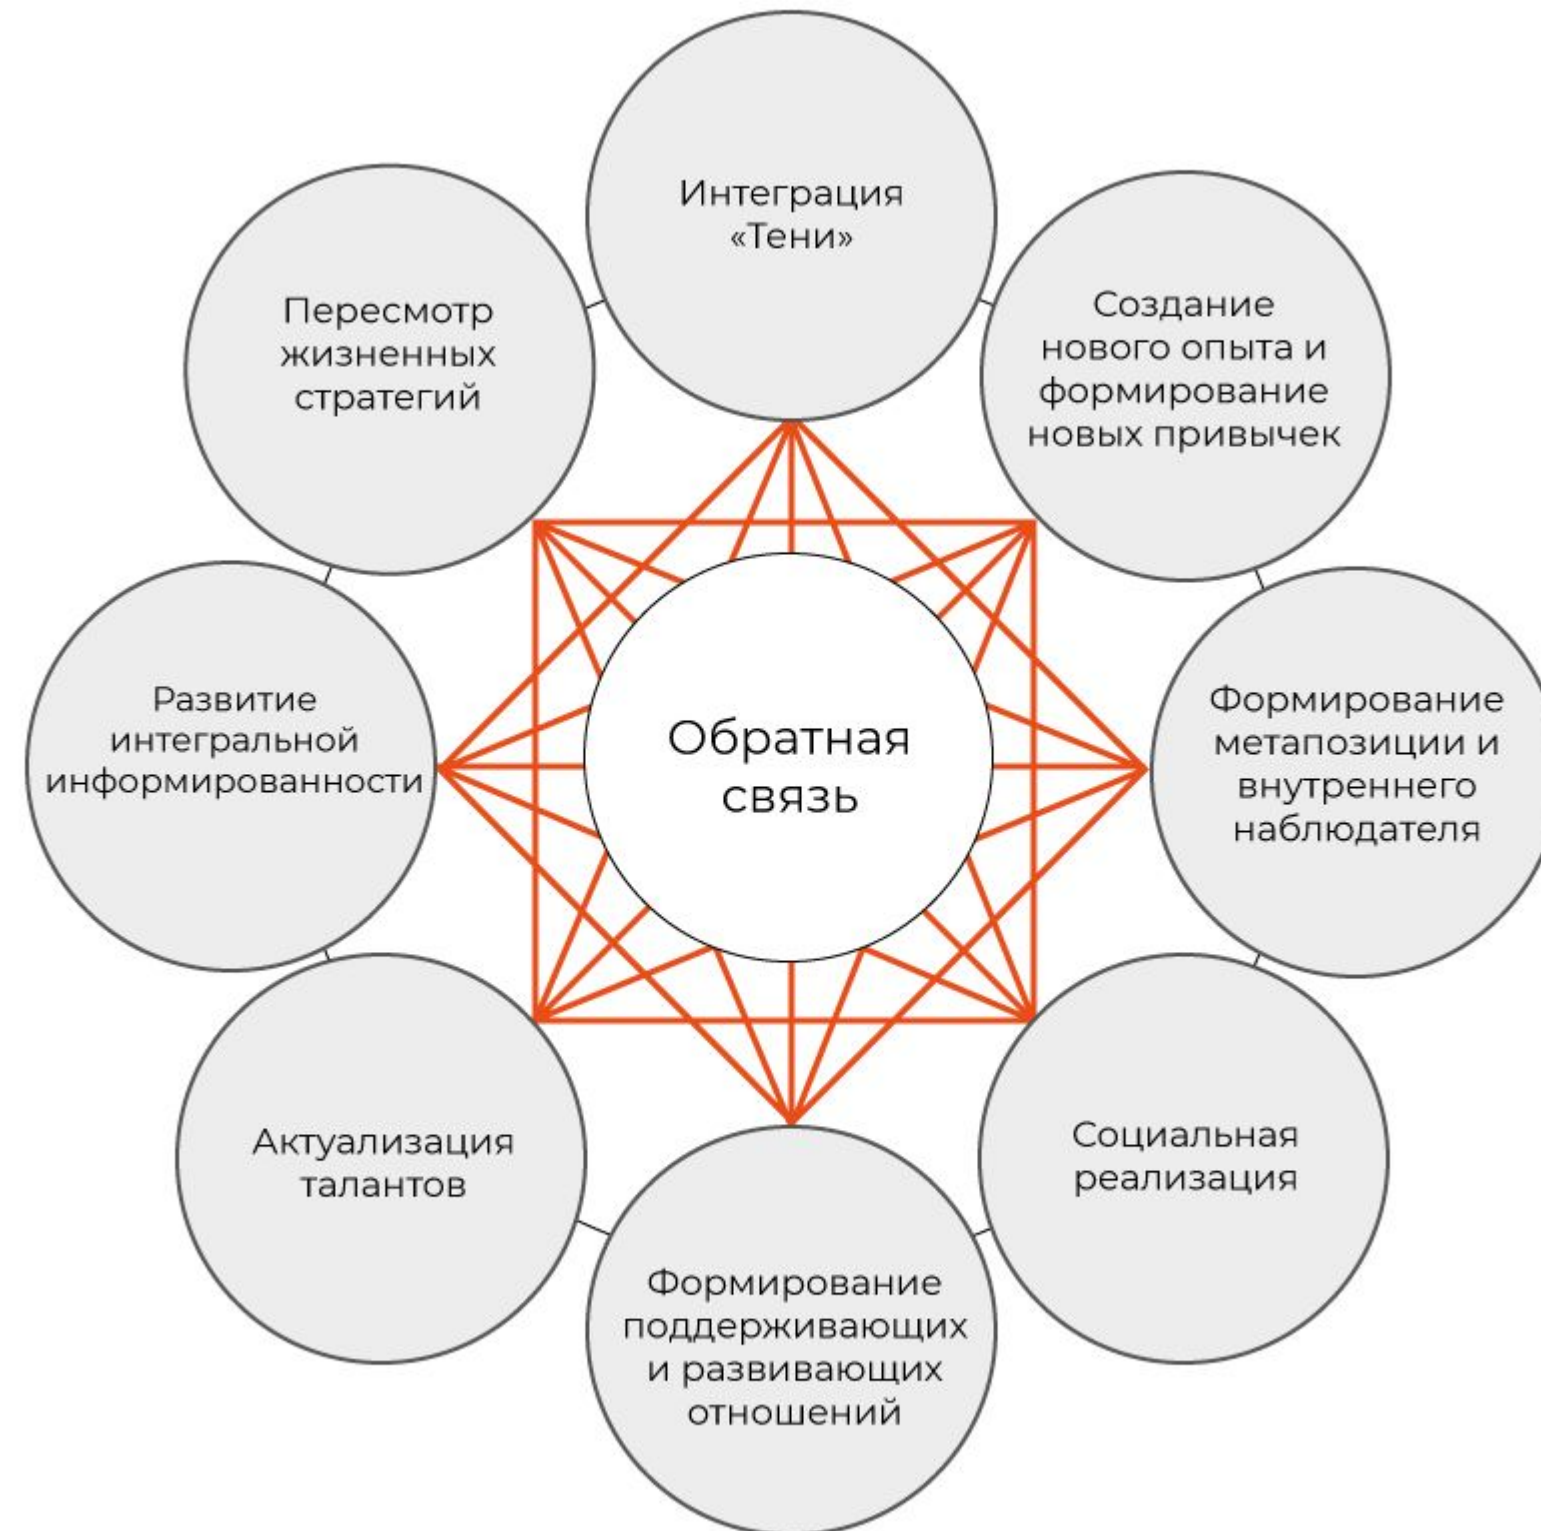 Интеграция
«Тени»
Создание
нового опыта и
формирование
новых привычек
Формирование
метапозиции и
внутреннего
наблюдателя
Социальная
реализация
Формирование
поддерживающих
и развивающих
отношений
Актуализация
талантов
Развитие
интегральной
информированности
Пересмотр
жизненных
стратегий
Обратная
связь